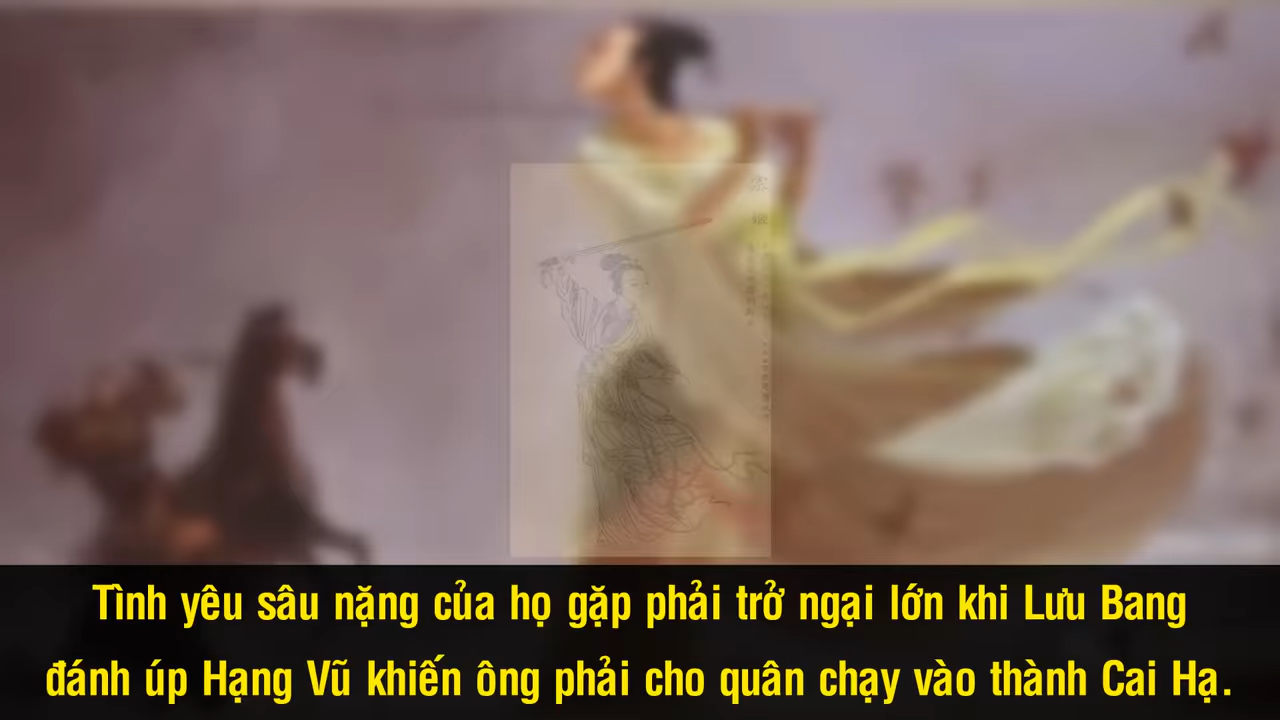 Tình yêu sâu nặng của họ gặp phải trở ngại lớn khi Lưu Bang
đánh úp Hạng Vũ khiến ông phải cho quân chạy vào thành Cai Hạ.